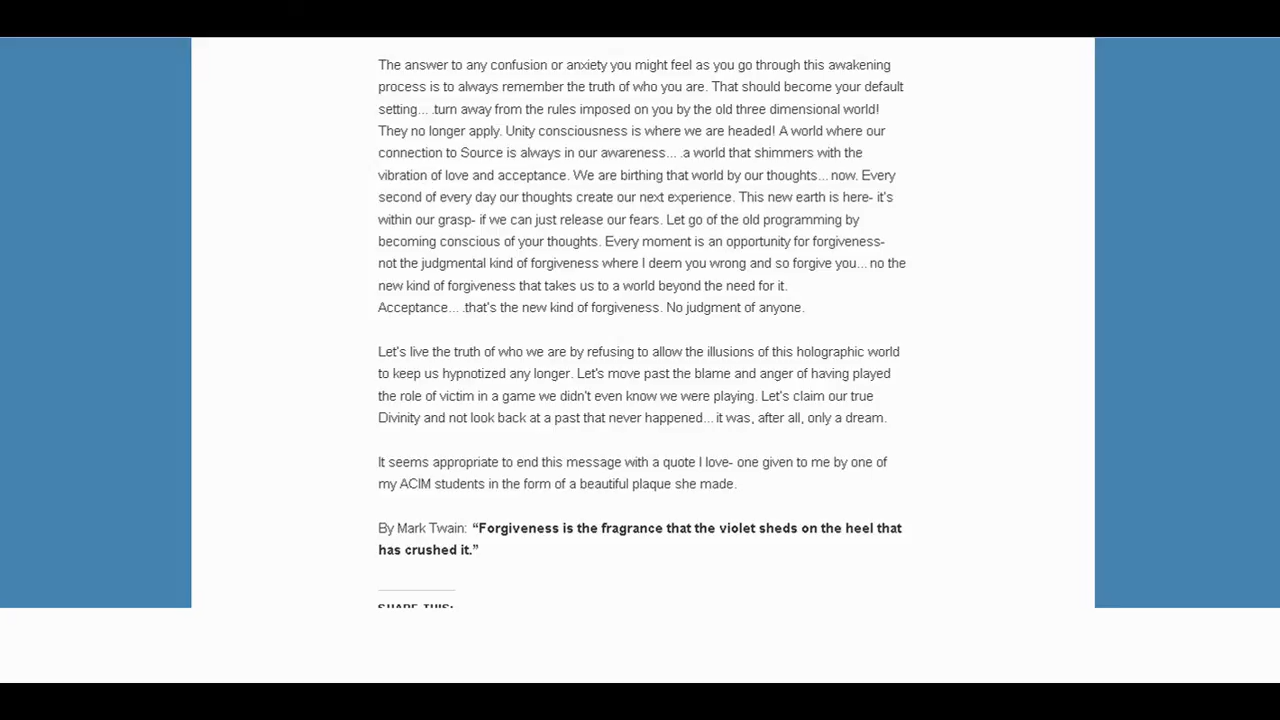 The answer to any confusion or anxiety you might feel as you go through this awakening
process is to always remember the truth of who you are. That should become your default
setting... .turn away from the rules imposed on you by the old three dimensional world!
They no longer apply. Unity consciousness is where we are headed! A world where our
connection to Source is always in our awareness... .a world that shimmers with the
vibration of love and acceptance. We are birthing that world by our thoughts... now. Every
second of every day our thoughts create our next experience. This new earth is here- it's
within our grasp- if we can just release our fears. Let go of the old programming by
becoming conscious of your thoughts. Every moment is an opportunity for forgiveness-
not the judgmental kind of forgiveness where I deem you wrong and so forgive you... no the
new kind of forgiveness that takes us to a world beyond the need for it.
Acceptance... .that's the new kind of forgiveness. No judgment of anyone.
Let's live the truth of who we are by refusing to allow the illusions of this holographic world
to keep us hypnotized any longer. Let's move past the blame and anger of having played
the role of victim in a game we didn't even know we were playing. Let's claim our true
Divinity and not look back at a past that never happened... it was, after all, only a dream.
It seems appropriate to end this message with a quote I love- one given to me by one of
my ACIM students in the form of a beautiful plaque she made.
By Mark Twain: “Forgiveness is the fragrance that the violet sheds on the heel that
has crushed it.”
SHARE THIS: